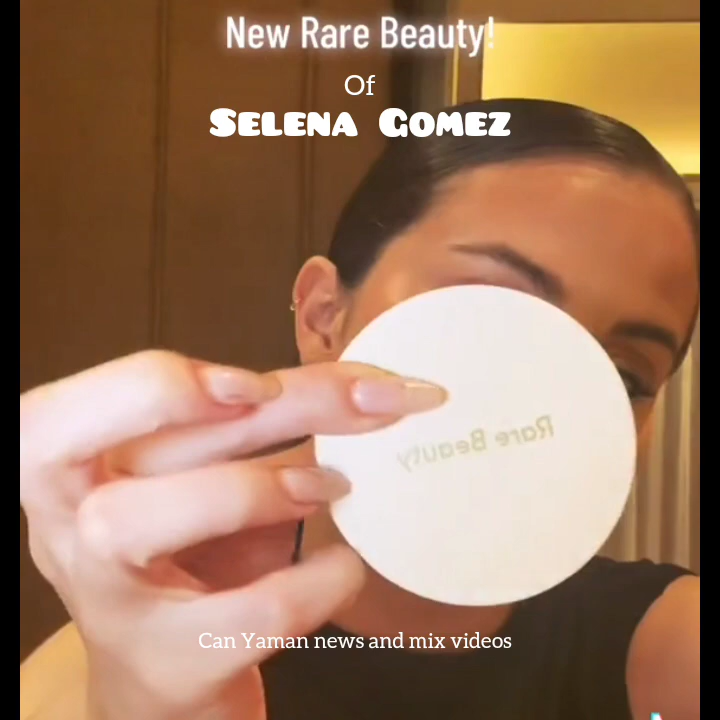 New Rare Beauty!
Of
SELENA GOMEZ
Rare Beauty
Can Yaman news and mix videos